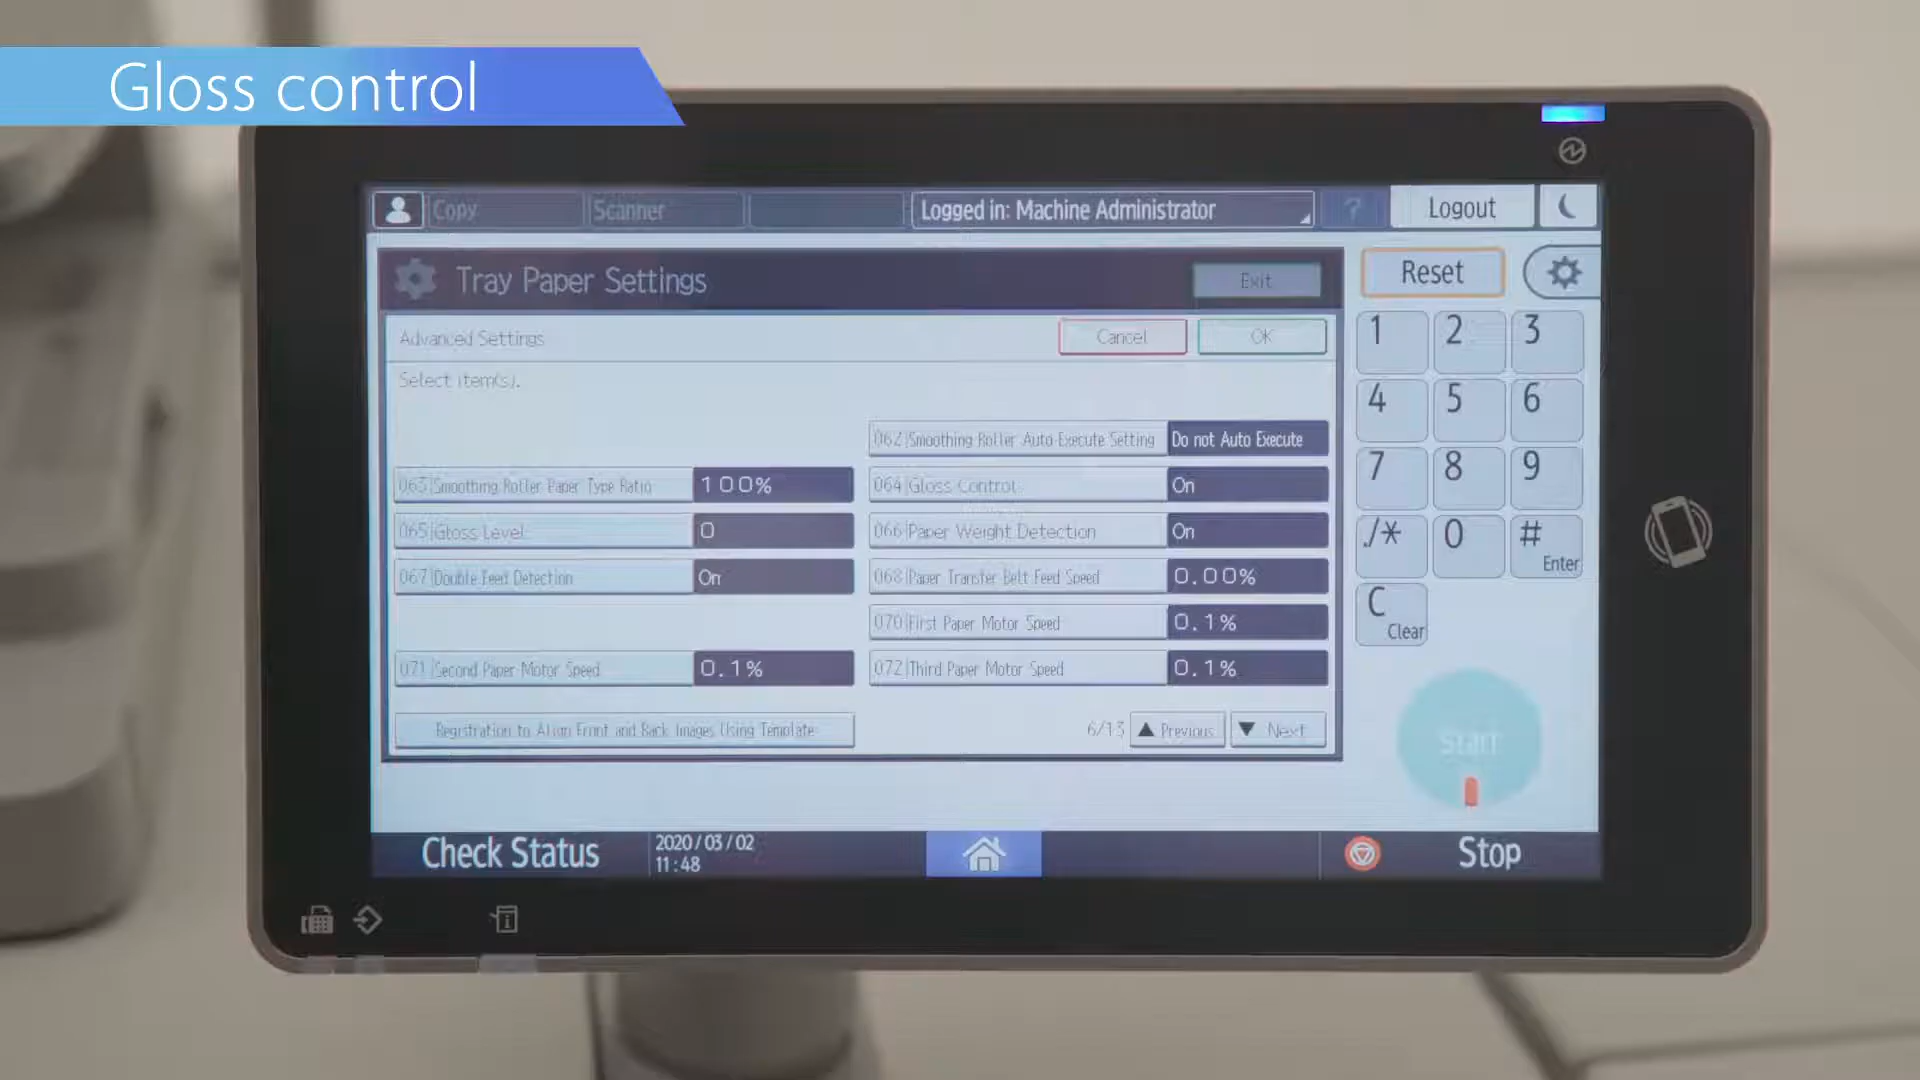 Gloss control
Copy
Scanner
Logged in: Machine Administrator
?
Logout
Tray Paper Settings
Exit
Reset
Advanced Settings
Cancel
OK
Select item(s).
062 Smoothing Roller Auto Execute Setting
Do not Auto Execute
063 Smoothing Roller Paper Type Ratio
100%
064 Gloss Control
On
065 Gloss Level
0
066 Paper Weight Detection
On
067 Double Feed Detection
On
068 Paper Transfer Belt Feed Speed
0.00%
070 First Paper Motor Speed
0.1%
071 Second Paper Motor Speed
0.1%
072 Third Paper Motor Speed
0.1%
Registration to Align Front and Back Images Using Template
6/13
▲ Previous
▼ Next
1
2
3
4
5
6
7
8
9
./*
0
# Enter
C Clear
Start
Check Status
2020/03/02
11:48
Stop